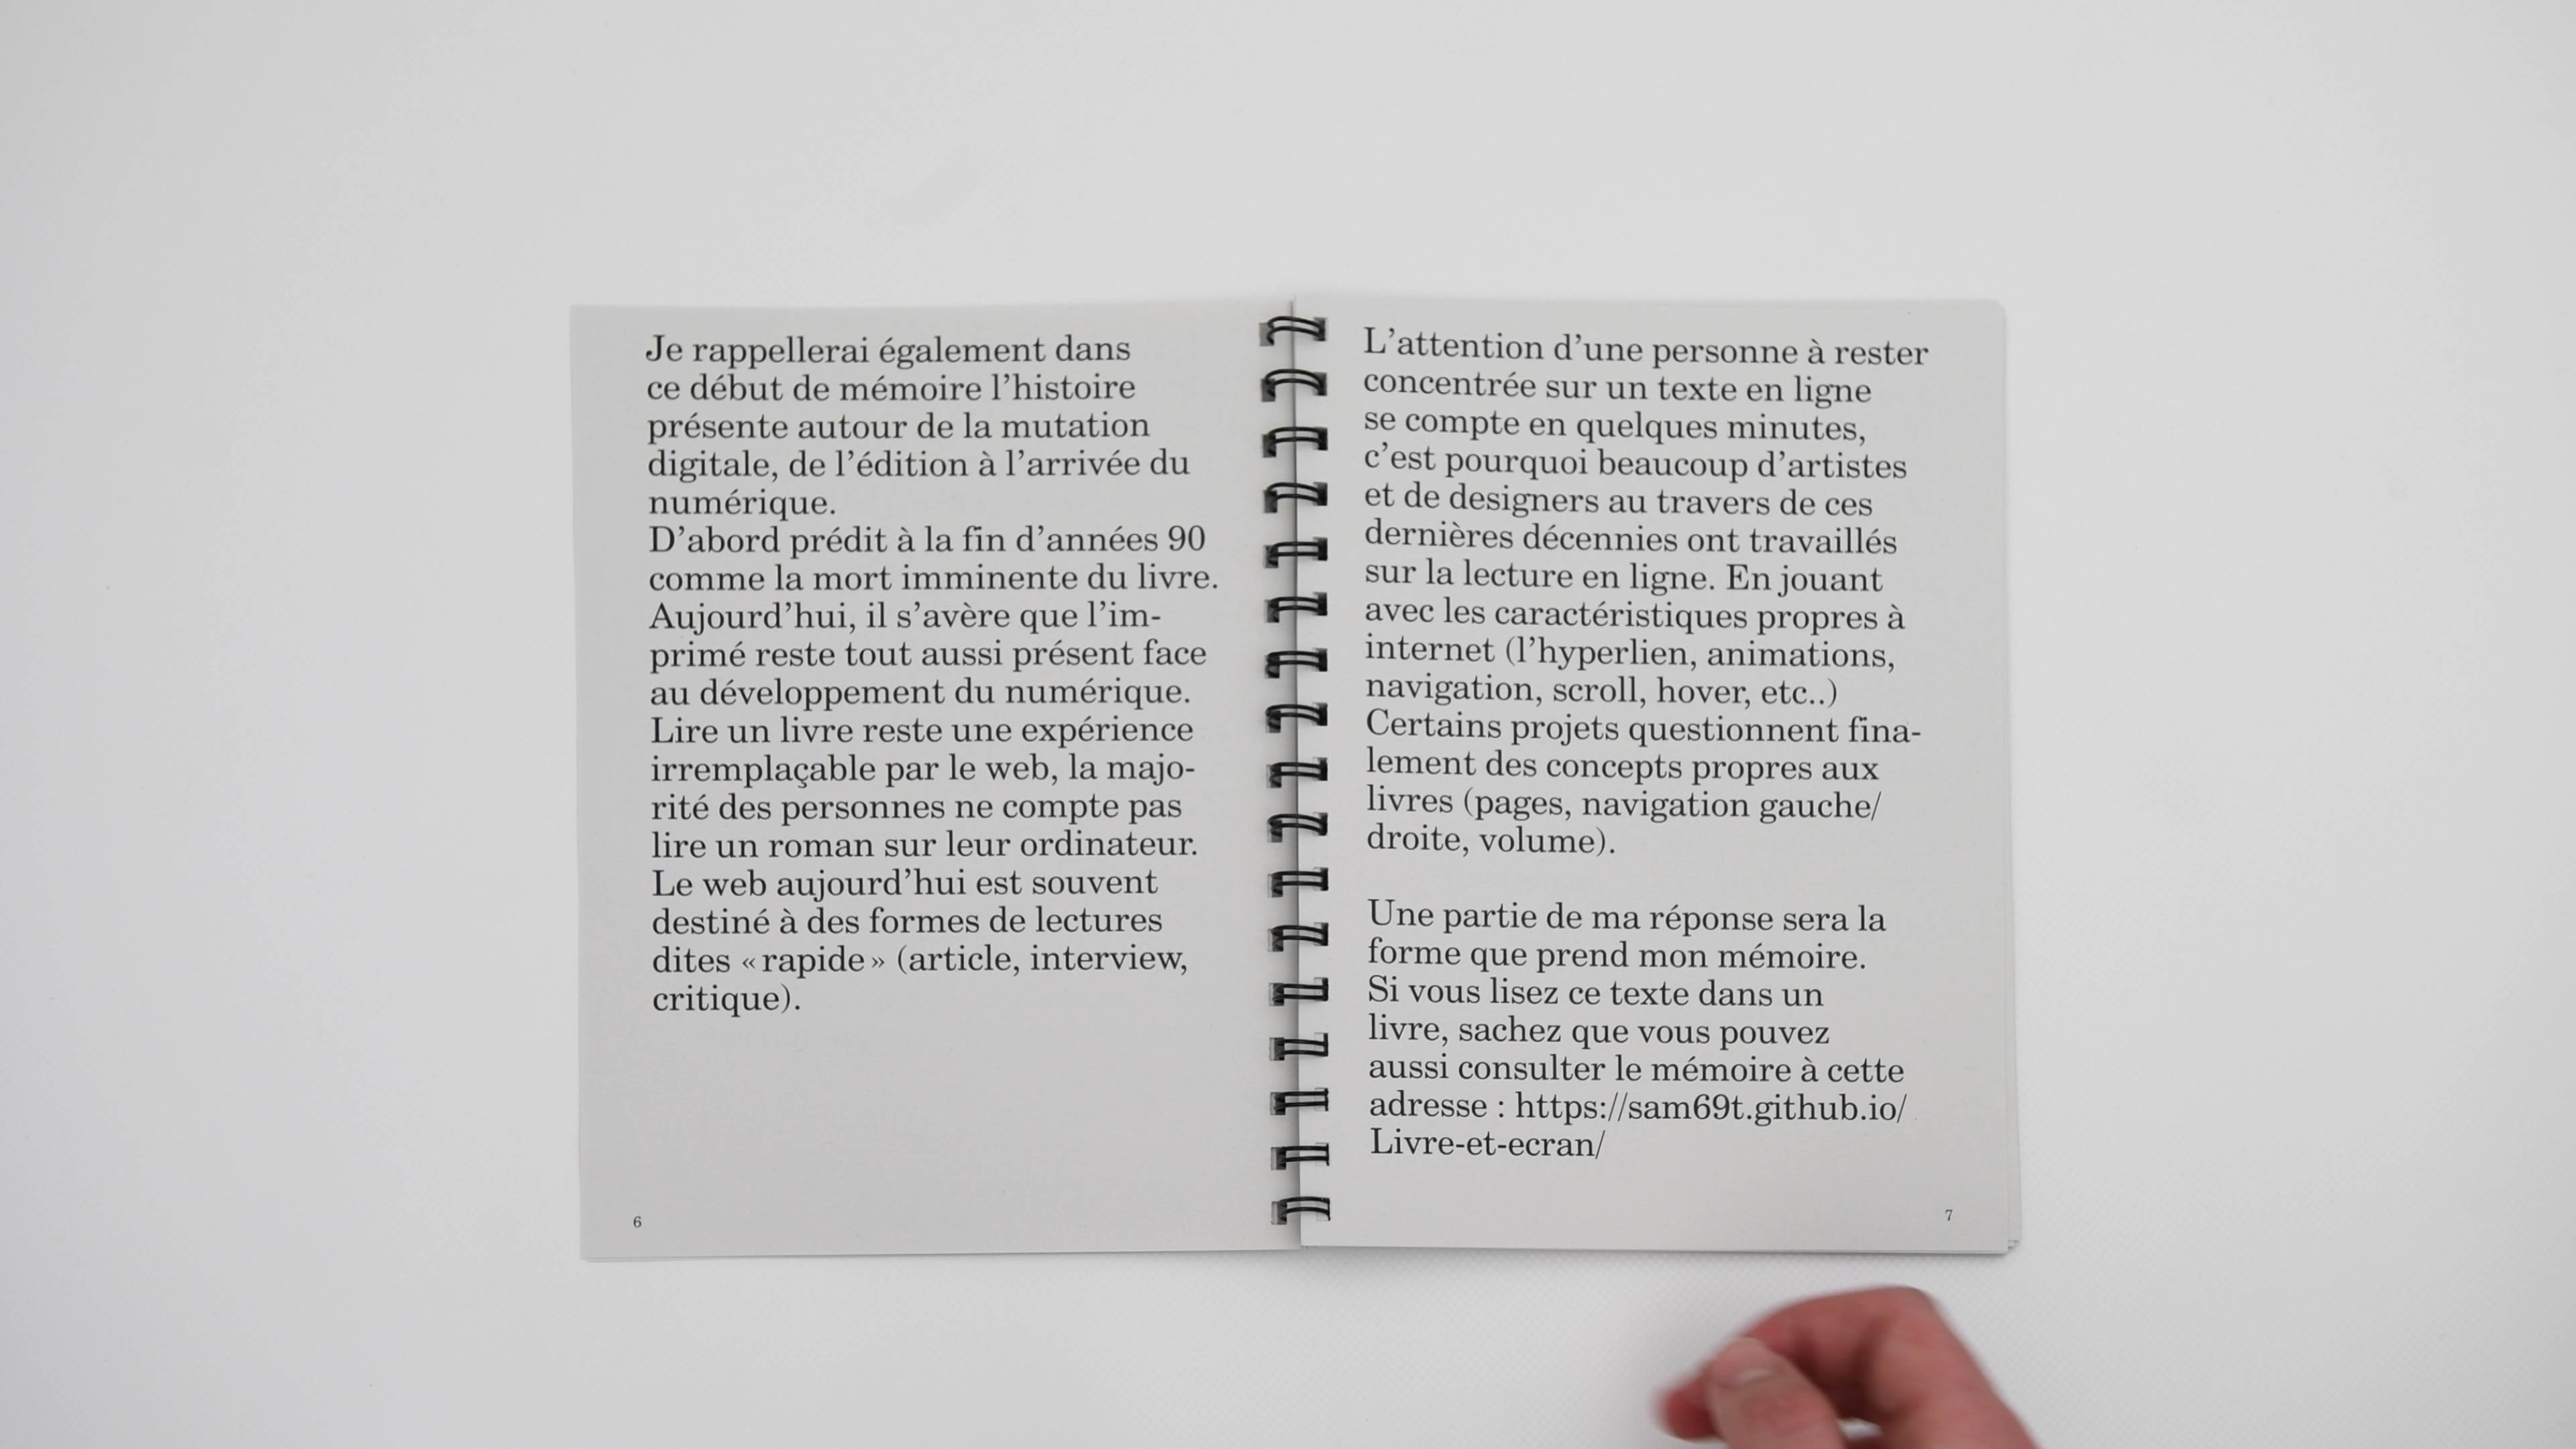 Je rappellerai également dans
ce début de mémoire l’histoire
présente autour de la mutation
digitale, de l’édition à l’arrivée du
numérique.
D’abord prédit à la fin d’années 90
comme la mort imminente du livre.
Aujourd’hui, il s’avère que l’im-
primé reste tout aussi présent face
au développement du numérique.
Lire un livre reste une expérience
irremplaçable par le web, la majo-
rité des personnes ne compte pas
lire un roman sur leur ordinateur.
Le web aujourd’hui est souvent
destiné à des formes de lectures
dites « rapide » (article, interview,
critique).
6
L’attention d’une personne à rester
concentrée sur un texte en ligne
se compte en quelques minutes,
c’est pourquoi beaucoup d’artistes
et de designers au travers de ces
dernières décennies ont travaillés
sur la lecture en ligne. En jouant
avec les caractéristiques propres à
internet (l’hyperlien, animations,
navigation, scroll, hover, etc..)
Certains projets questionnent fina-
lement des concepts propres aux
livres (pages, navigation gauche/
droite, volume).
Une partie de ma réponse sera la
forme que prend mon mémoire.
Si vous lisez ce texte dans un
livre, sachez que vous pouvez
aussi consulter le mémoire à cette
adresse : https://sam69t.github.io/
Livre-et-ecran/
7